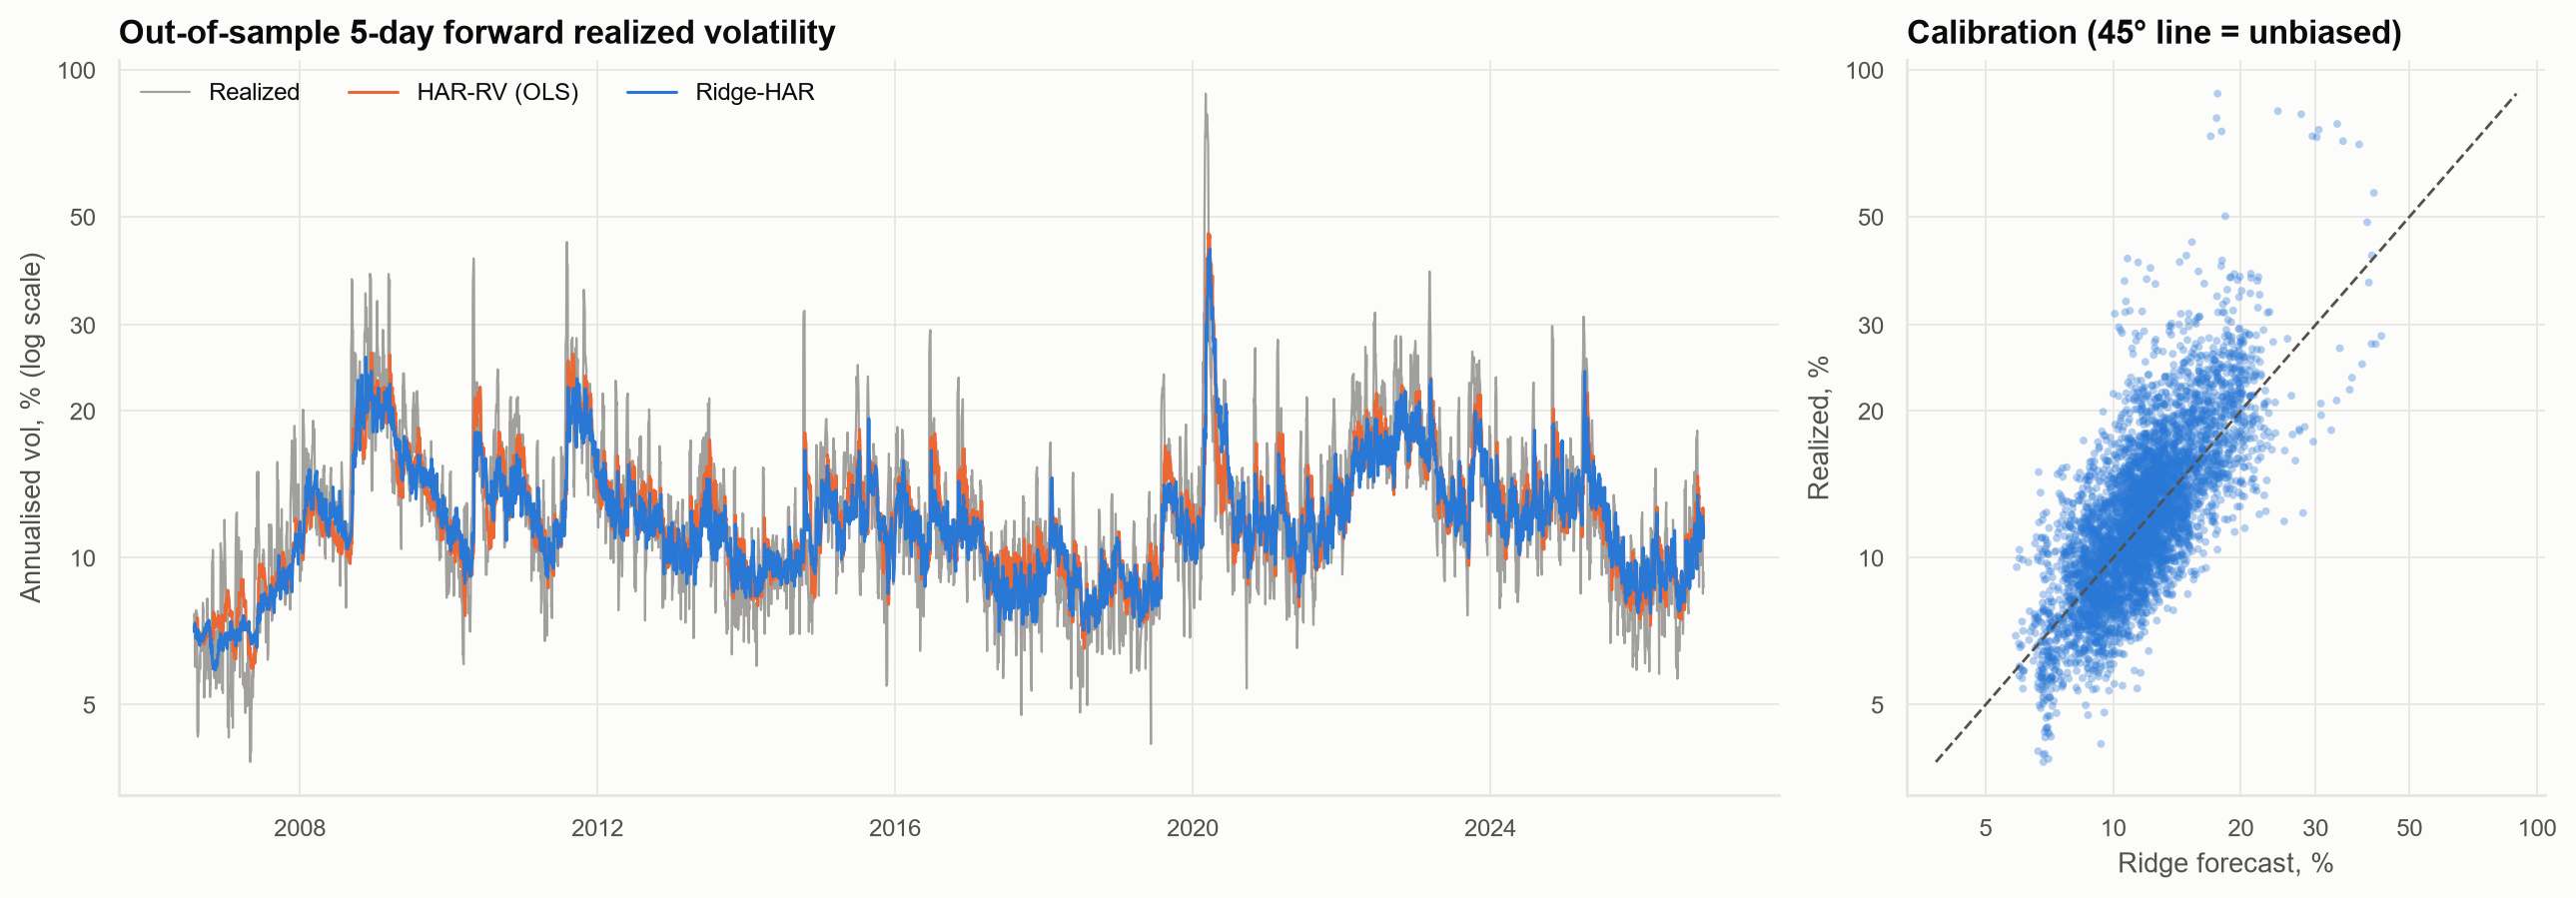 Out-of-sample 5-day forward realized volatility
Realized
HAR-RV (OLS)
Ridge-HAR
Annualised vol, % (log scale)
100
50
30
20
10
5
2008
2012
2016
2020
2024
Calibration (45° line = unbiased)
Realized, %
100
50
30
20
10
5
5
10
20
30
50
100
Ridge forecast, %